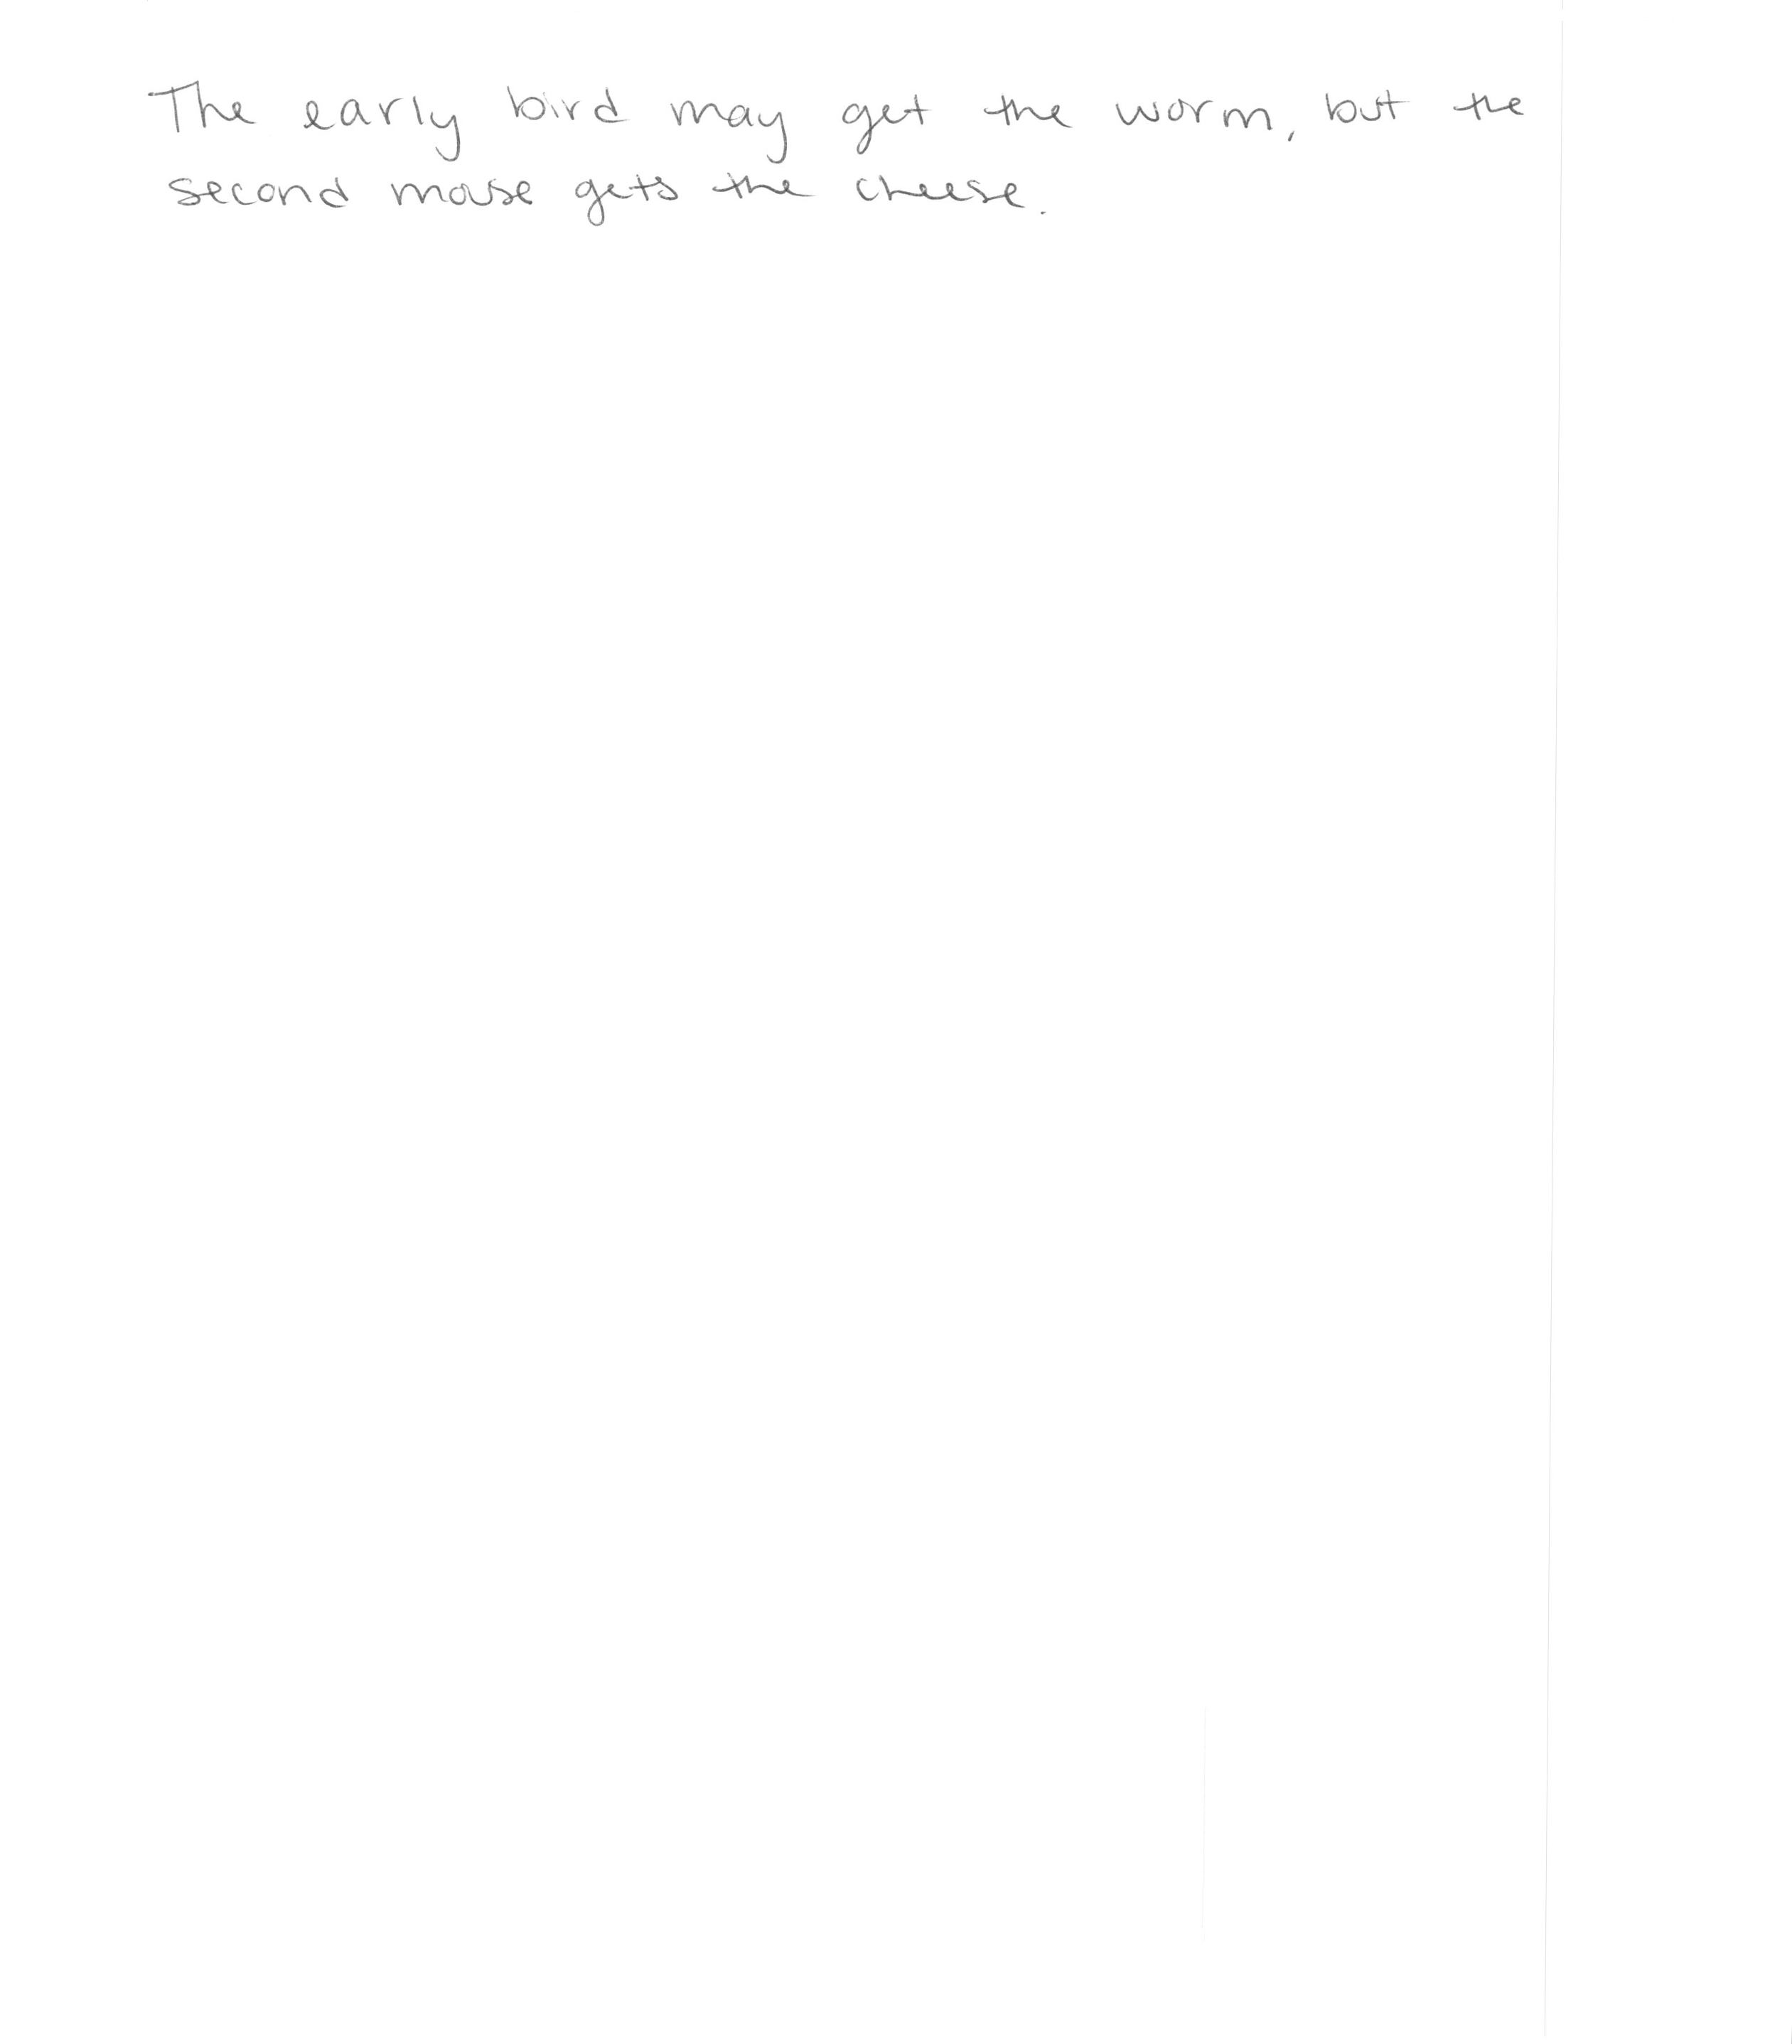 The early bird may get the worm, but the
second mouse gets the cheese.